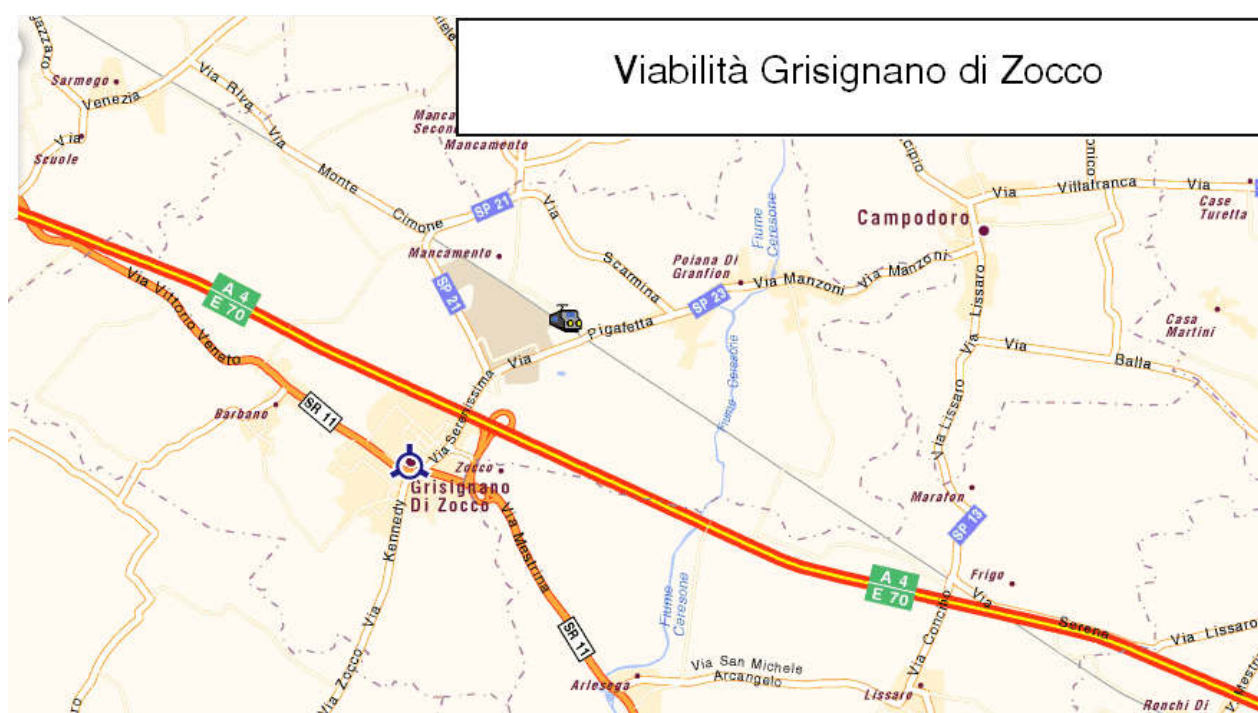 Viabilità Grisignano di Zocco
Sarmego
Venezia
Via
Scuole
Via Riva
Via Monte Cimone
Mancamento
SP 21
Via Scarmina
Mancamento
SP 21
Fiume
Ceresone
Campodoro
Via Villafranca Via
Case
Turetta
Poiana Di
Granfion
Via Manzoni
Via Manzoni
Via Lissaro
SP 23
Via Pigafetta
Casa
Martini
Via Balla
A 4
E 70
Via Vittorio Veneto
Barbano
SR 11
Via Serenissima
Zocco
Grisignano
Di Zocco
Fiume Ceresone
Via Lissaro
Marafon
SP 13
Via Kennedy
Via Mestrina
SR 11
Via Zocco
Fiume
Ceresone
A 4
E 70
Frigo
Via Serena
Via Concilio
Via Lissaro
Via San Michele
Arcangelo
Arlesega
Lissaro
Ronchi Di